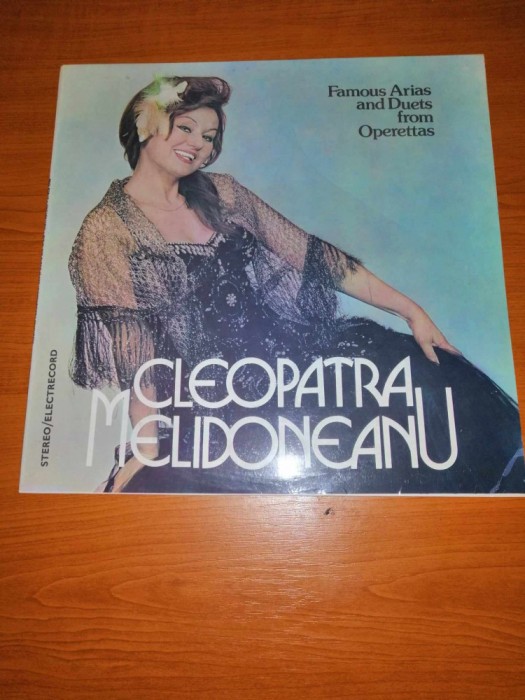 Famous Arias
and Duets
from
Operettas
CLEOPATRA
MELIDONEANU
STEREO/ELECTRECORD